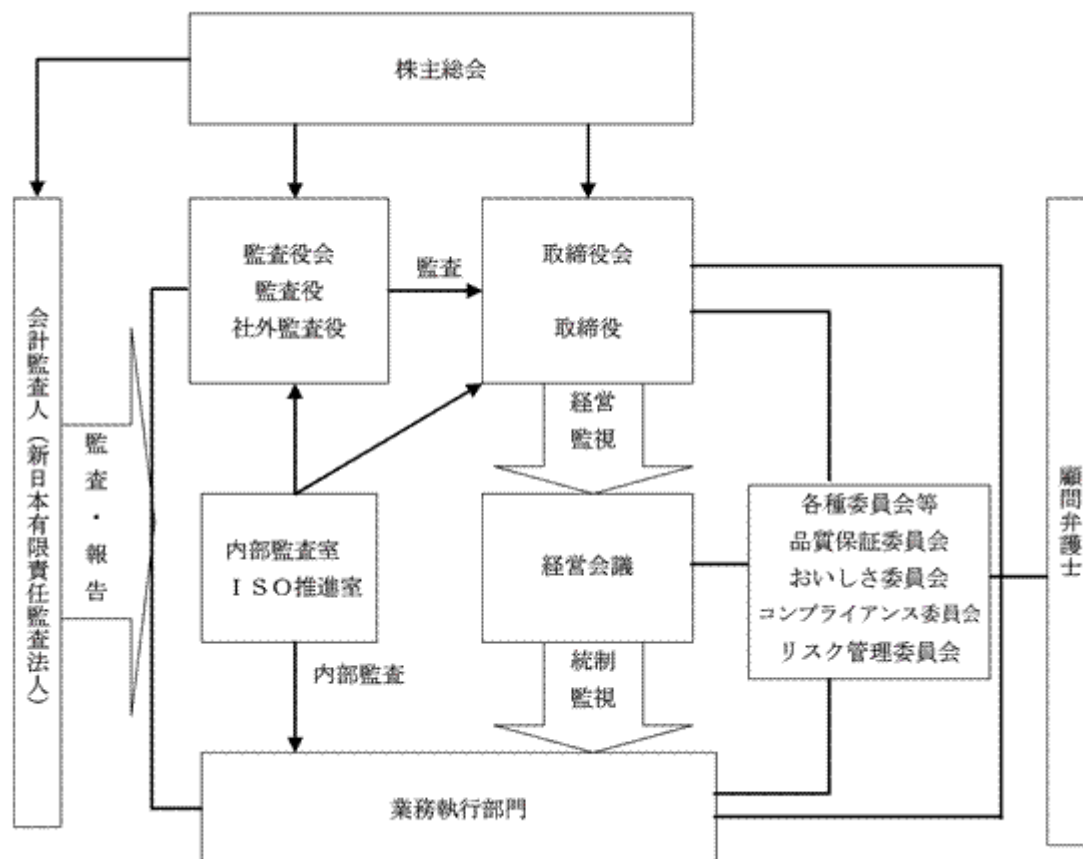 株主総会
監査役会
監査役
社外監査役
監査
取締役会
取締役
会計監査人（新日本有限責任監査法人）
監査・報告
経営
監視
内部監査室
ＩＳＯ推進室
経営会議
各種委員会等
品質保証委員会
おいしさ委員会
コンプライアンス委員会
リスク管理委員会
顧問弁護士
内部監査
統制
監視
業務執行部門